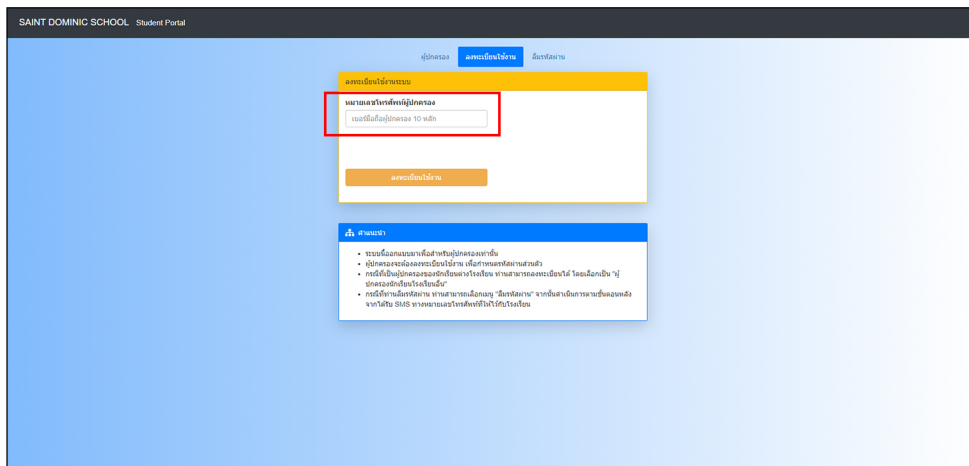 SAINT DOMINIC SCHOOL Student Portal
ผู้ปกครอง ลงทะเบียนใช้งาน ลืมรหัสผ่าน
ลงทะเบียนใช้งานระบบ
หมายเลขโทรศัพท์ผู้ปกครอง
เบอร์มือถือผู้ปกครอง 10 หลัก
ลงทะเบียนใช้งาน
คำแนะนำ
ระบบนี้ออกแบบมาเพื่อสำหรับผู้ปกครองเท่านั้น
ผู้ปกครองจะต้องลงทะเบียนใช้งาน เพื่อกำหนดรหัสผ่านส่วนตัว
กรณีที่เป็นผู้ปกครองของนักเรียนต่างโรงเรียน ท่านสามารถลงทะเบียนได้ โดยเลือกเป็น "ผู้
ปกครองนักเรียนโรงเรียนอื่น"
กรณีที่ท่านลืมรหัสผ่าน ท่านสามารถเลือกเมนู "ลืมรหัสผ่าน" จากนั้นดำเนินการตามขั้นตอนหลัง
จากได้รับ SMS ทางหมายเลขโทรศัพท์ที่ให้ไว้กับโรงเรียน